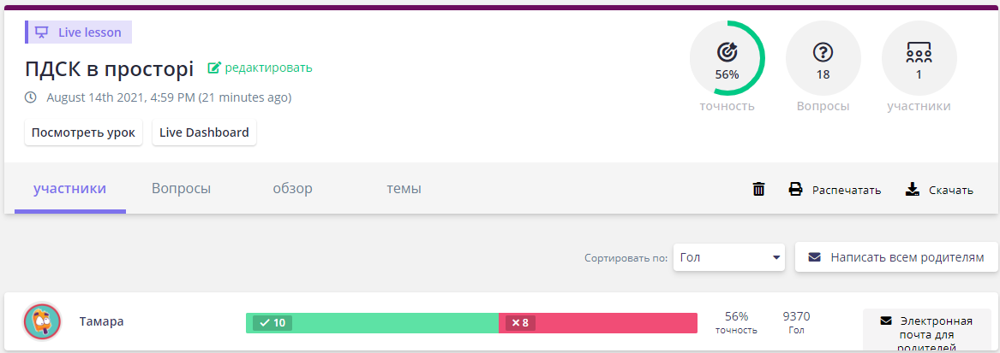 Live lesson
ПДСК в просторі редактировать
August 14th 2021, 4:59 PM (21 minutes ago)
Посмотреть урок Live Dashboard
56%
точность
18
Вопросы
1
участники
участники Вопросы обзор темы Распечатать Скачать
Сортировать по: Гол Написать всем родителям
Тамара 10 8 56% 9370
точность Гол
Электронная
почта для
родителей